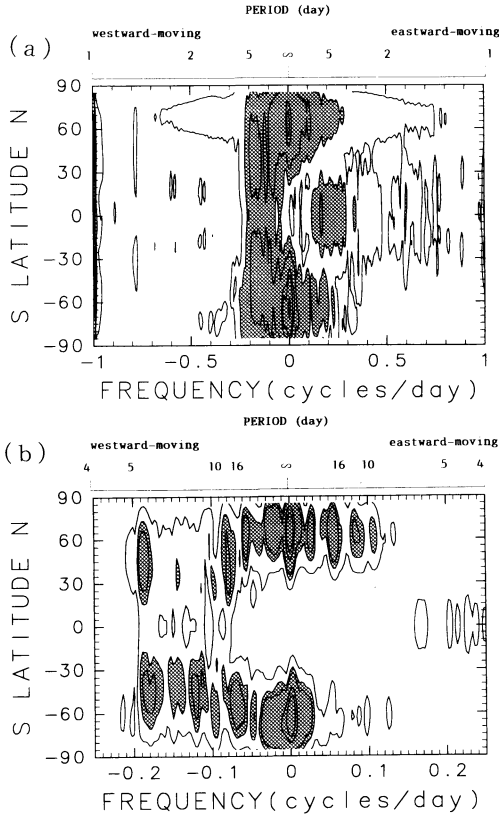 PERIOD (day)
westward-moving eastward-moving
(a)
1 2 5 ∞ 5 2 1
90
60
30
0
-30
-60
-90
S LATITUDE N
-1 -0.5 0 0.5 1
FREQUENCY(cycles/day)
PERIOD (day)
westward-moving eastward-moving
(b)
4 5 10 16 ∞ 16 10 5 4
90
60
30
0
-30
-60
-90
S LATITUDE N
-0.2 -0.1 0 0.1 0.2
FREQUENCY(cycles/day)